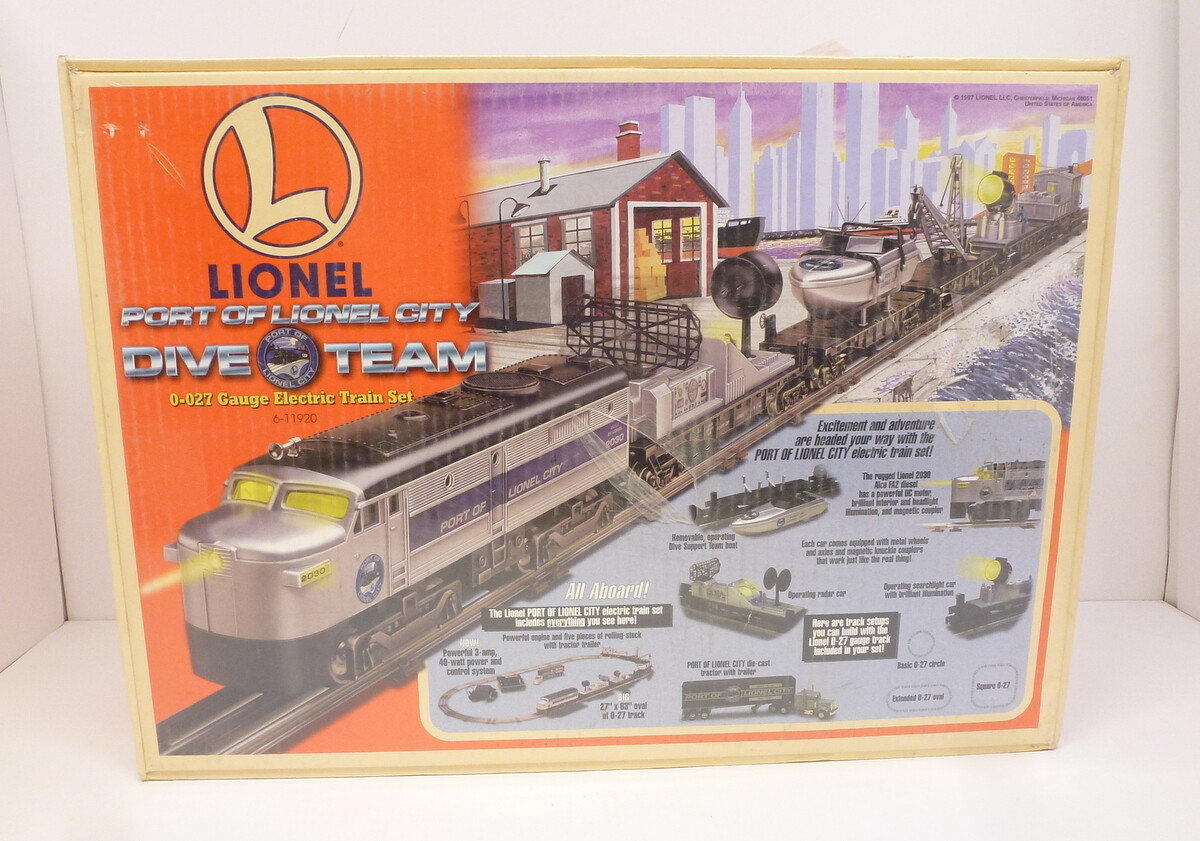 © 1997 LIONEL LLC, CHESTERFIELD, MICHIGAN 48051
UNITED STATES OF AMERICA
L
LIONEL
PORT OF LIONEL CITY
DIVE TEAM
PORT OF
LIONEL CITY
0-027 Gauge Electric Train Set
6-11920
2030
PORT OF LIONEL CITY
2030
Excitement and adventure
are headed your way with the
PORT OF LIONEL CITY electric train set!
The rugged Lionel 2030
Alco FA2 diesel
has a powerful DC motor,
brilliant interior and headlight
illumination, and magnetic coupler
Removable, operating
Dive Support Team boat
Each car comes equipped with metal wheels
and axles and magnetic knuckle couplers
that work just like the real thing!
Operating radar car
Operating searchlight car
with brilliant illumination
All Aboard!
The Lionel PORT OF LIONEL CITY electric train set
includes everything you see here!
Powerful engine and five pieces of rolling-stock
with tractor trailer
WOW!
Powerful 3-amp,
40-watt power and
control system
BIG
27" x 63" oval
of 0-27 track
PORT OF LIONEL CITY die-cast
tractor with trailer
PORT OF LIONEL CITY
Here are track setups
you can build with the
Lionel 0-27 gauge track
included in your set!
Basic 0-27 circle
Extended 0-27 oval
Square 0-27